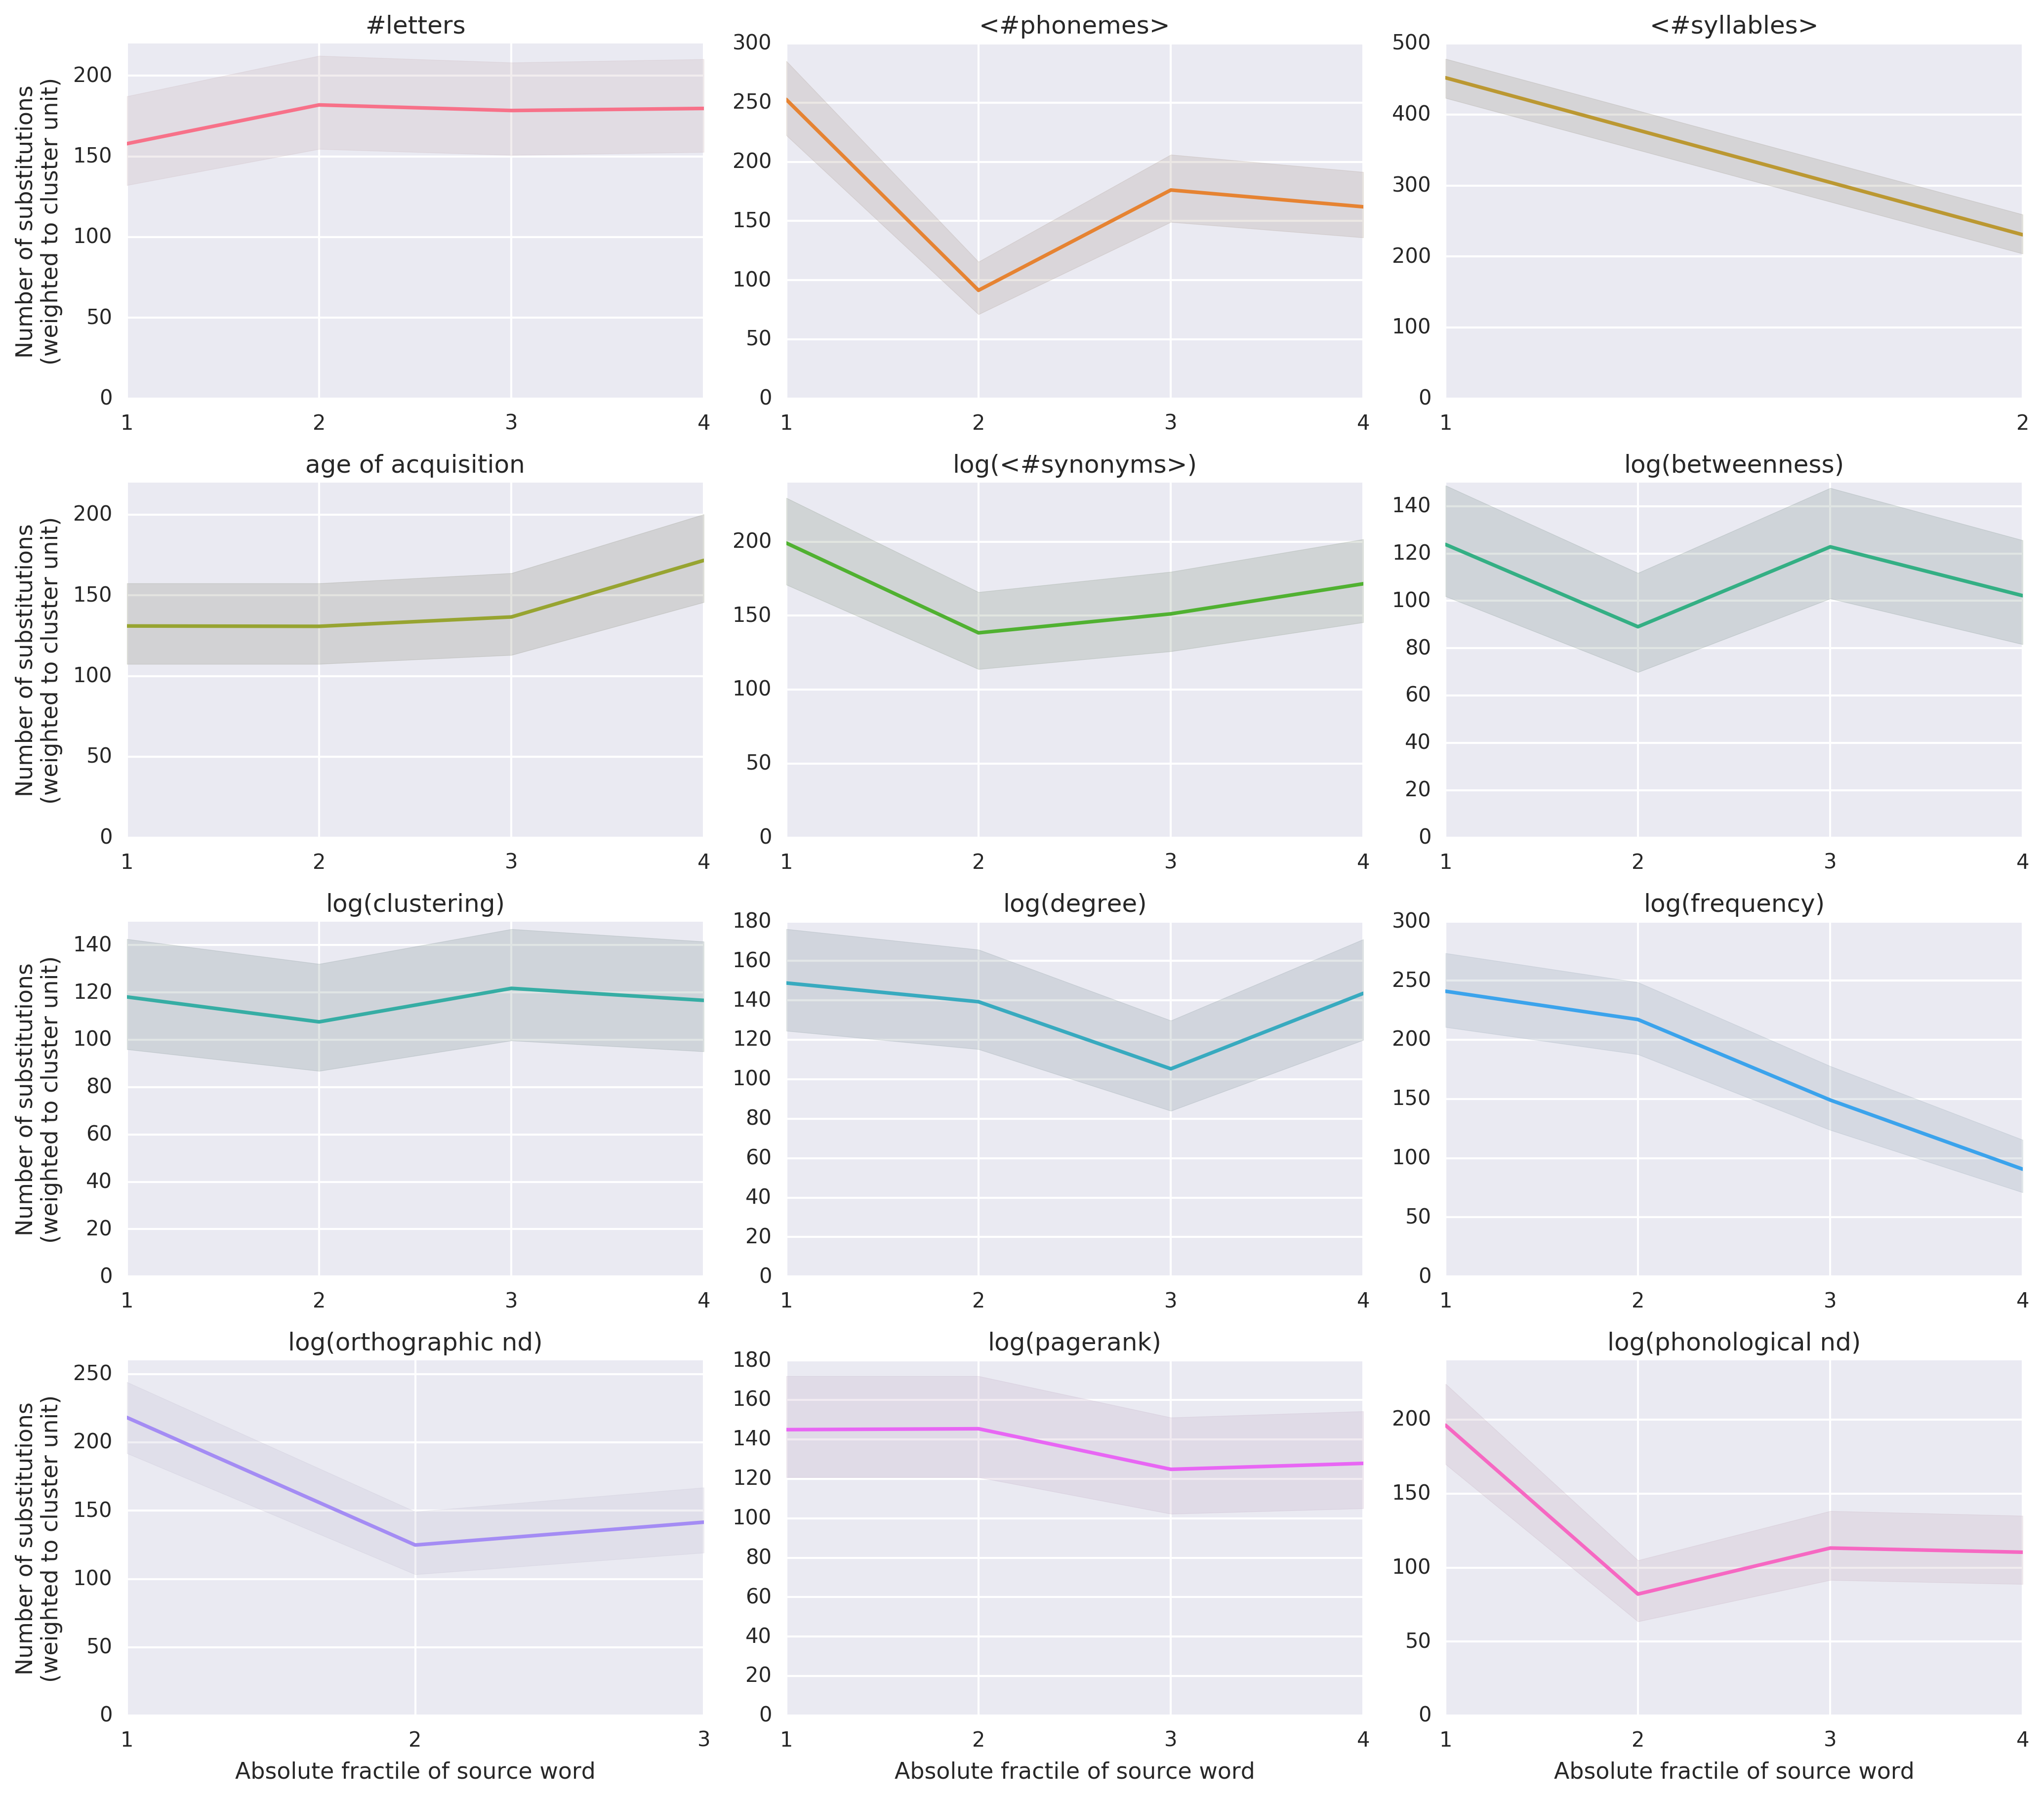 #letters
<#phonemes>
<#syllables>
Number of substitutions
(weighted to cluster unit)
200
150
100
50
0
1 2 3 4
300
250
200
150
100
50
0
1 2 3 4
500
400
300
200
100
0
1 2
age of acquisition
log(<#synonyms>)
log(betweenness)
Number of substitutions
(weighted to cluster unit)
200
150
100
50
0
1 2 3 4
200
150
100
50
0
1 2 3 4
140
120
100
80
60
40
20
0
1 2 3 4
log(clustering)
log(degree)
log(frequency)
Number of substitutions
(weighted to cluster unit)
140
120
100
80
60
40
20
0
1 2 3 4
180
160
140
120
100
80
60
40
20
0
1 2 3 4
300
250
200
150
100
50
0
1 2 3 4
log(orthographic nd)
log(pagerank)
log(phonological nd)
Number of substitutions
(weighted to cluster unit)
250
200
150
100
50
0
1 2 3
Absolute fractile of source word
180
160
140
120
100
80
60
40
20
0
1 2 3 4
Absolute fractile of source word
200
150
100
50
0
1 2 3 4
Absolute fractile of source word